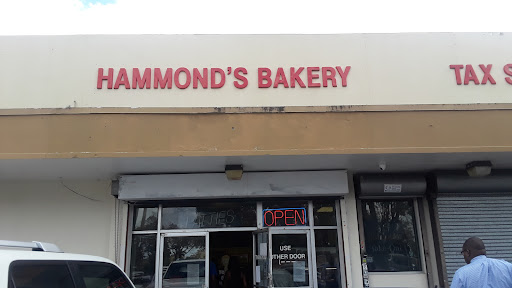 HAMMOND'S BAKERY
TAX S
OPEN
USE
OTHER DOOR